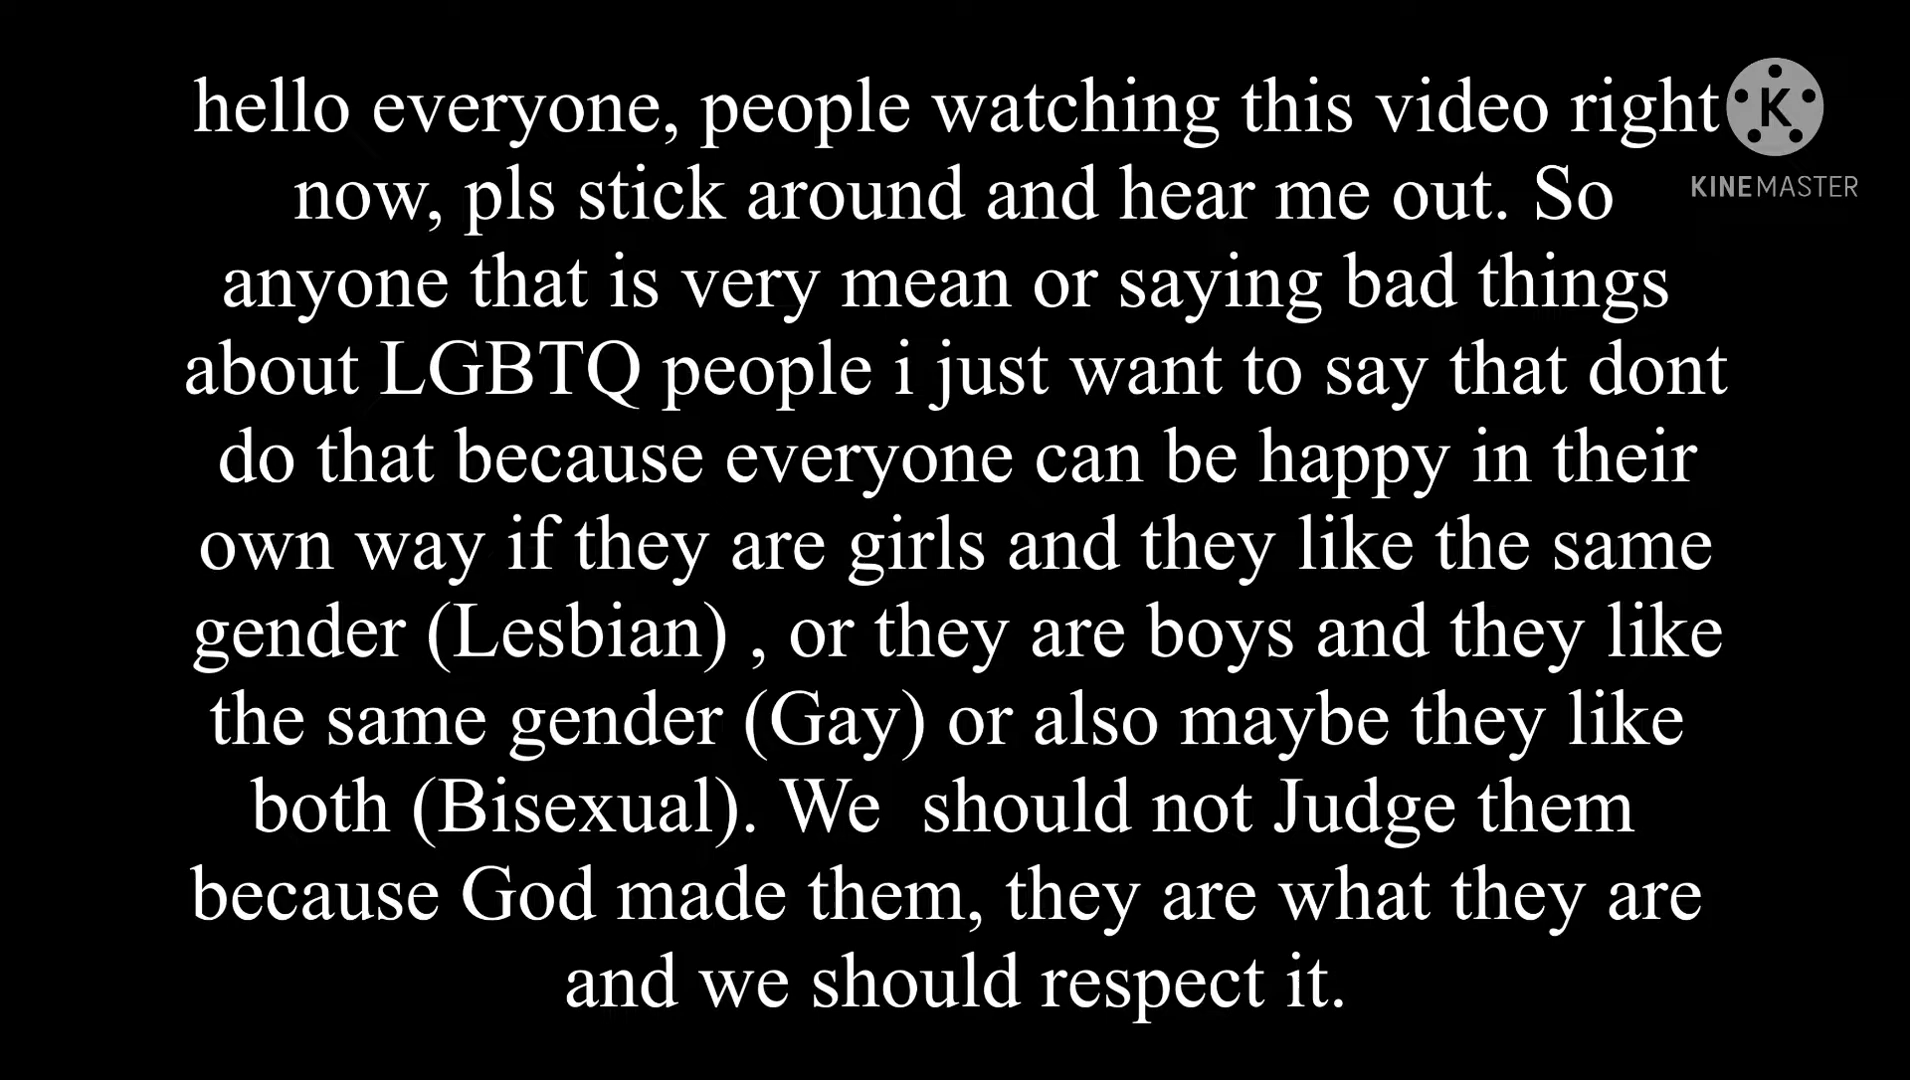 hello everyone, people watching this video right
now, pls stick around and hear me out. So
anyone that is very mean or saying bad things
about LGBTQ people i just want to say that dont
do that because everyone can be happy in their
own way if they are girls and they like the same
gender (Lesbian) , or they are boys and they like
the same gender (Gay) or also maybe they like
both (Bisexual). We  should not Judge them
because God made them, they are what they are
and we should respect it.
K
KINEMASTER